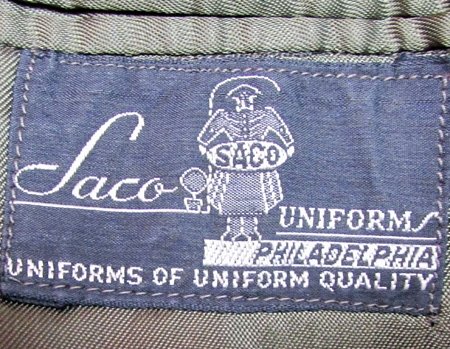 SACO
Saco
UNIFORMS
PHILADELPHIA
UNIFORMS OF UNIFORM QUALITY